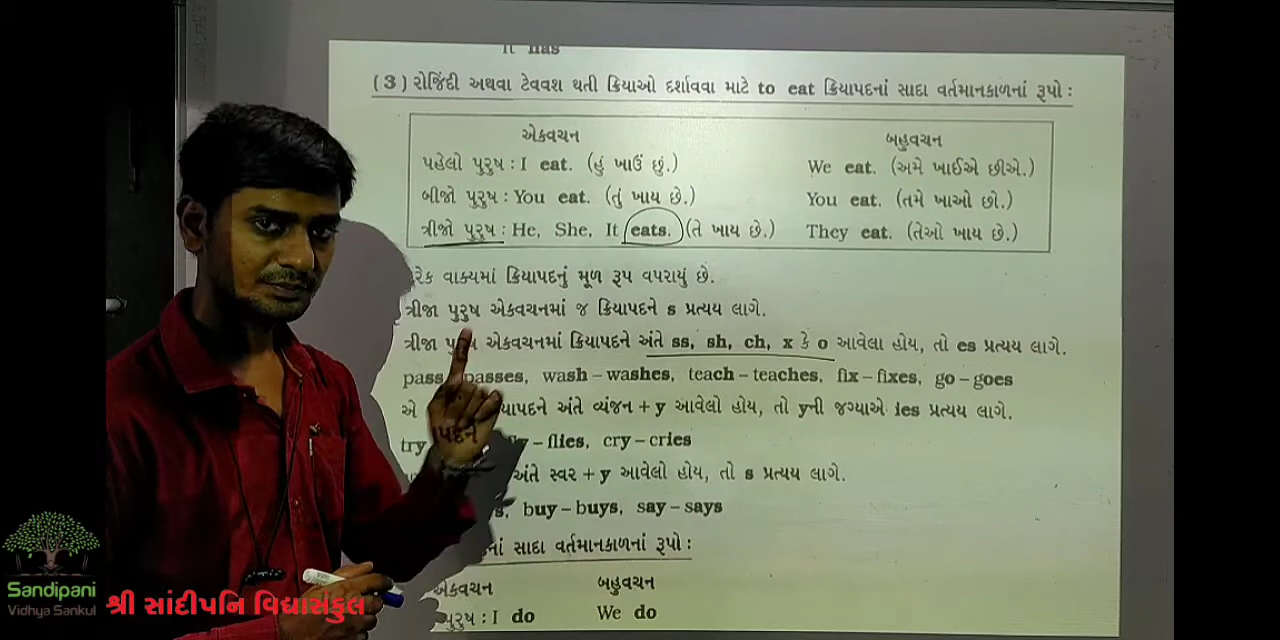 It has
(3) રોજિંદી અથવા ટેવવશ થતી ક્રિયાઓ દર્શાવવા માટે to eat ક્રિયાપદનાં સાદા વર્તમાનકાળનાં રૂપો :
એકવચન બહુવચન
પહેલો પુરુષ : I eat. (હું ખાઉં છું.) We eat. (અમે ખાઈએ છીએ.)
બીજો પુરુષ : You eat. (તું ખાય છે.) You eat. (તમે ખાઓ છો.)
ત્રીજો પુરુષ : He, She, It eats. (તે ખાય છે.) They eat. (તેઓ ખાય છે.)
રેક વાક્યમાં ક્રિયાપદનું મૂળ રૂપ વપરાયું છે.
ત્રીજા પુરુષ એકવચનમાં જ ક્રિયાપદને s પ્રત્યય લાગે.
ત્રીજા પુરુષ એકવચનમાં ક્રિયાપદને અંતે ss, sh, ch, x કે o આવેલા હોય, તો es પ્રત્યય લાગે.
pass passes, wash – washes, teach – teaches, fix – fixes, go – goes
એ યાપદને અંતે વ્યંજન + y આવેલો હોય, તો yની જગ્યાએ ies પ્રત્યય લાગે.
try – flies, cry – cries
અંતે સ્વર + y આવેલો હોય, તો s પ્રત્યય લાગે.
buy – buys, say – says
માં સાદા વર્તમાનકાળનાં રૂપો :
એકવચન બહુવચન
પુરુષ : I do We do
Sandipani
Vidhya Sankul
શ્રી સાંદીપનિ વિદ્યાસંકુલ